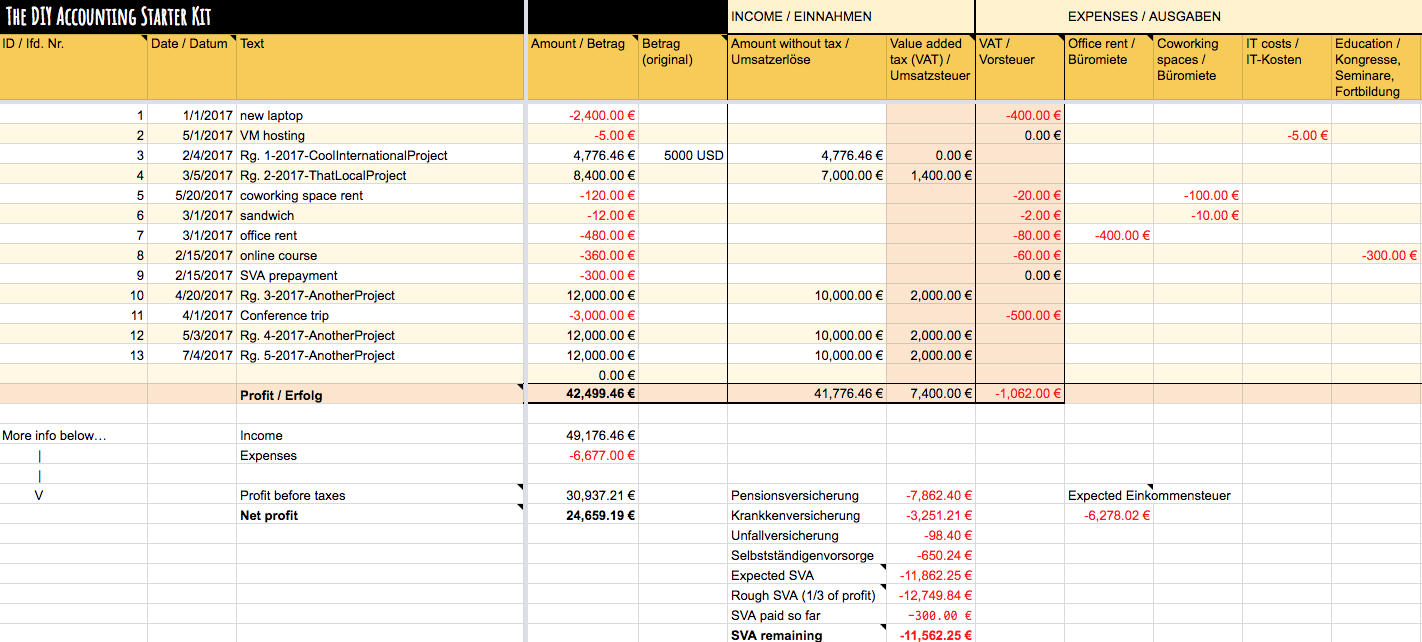 THE DIY ACCOUNTING STARTER KIT INCOME / EINNAHMEN EXPENSES / AUSGABEN
ID / lfd. Nr. Date / Datum Text Amount / Betrag Betrag (original) Amount without tax / Umsatzerlöse Value added tax (VAT) / Umsatzsteuer VAT / Vorsteuer Office rent / Büromiete Coworking spaces / Büromiete IT costs / IT-Kosten Education / Kongresse, Seminare, Fortbildung
1 1/1/2017 new laptop -2,400.00 € -400.00 €
2 5/1/2017 VM hosting -5.00 € 0.00 € -5.00 €
3 2/4/2017 Rg. 1-2017-CoolInternationalProject 4,776.46 € 5000 USD 4,776.46 € 0.00 €
4 3/5/2017 Rg. 2-2017-ThatLocalProject 8,400.00 € 7,000.00 € 1,400.00 €
5 5/20/2017 coworking space rent -120.00 € -20.00 € -100.00 €
6 3/1/2017 sandwich -12.00 € -2.00 € -10.00 €
7 3/1/2017 office rent -480.00 € -80.00 € -400.00 €
8 2/15/2017 online course -360.00 € -60.00 € -300.00 €
9 2/15/2017 SVA prepayment -300.00 € 0.00 €
10 4/20/2017 Rg. 3-2017-AnotherProject 12,000.00 € 10,000.00 € 2,000.00 €
11 4/1/2017 Conference trip -3,000.00 € -500.00 €
12 5/3/2017 Rg. 4-2017-AnotherProject 12,000.00 € 10,000.00 € 2,000.00 €
13 7/4/2017 Rg. 5-2017-AnotherProject 12,000.00 € 10,000.00 € 2,000.00 €
0.00 €
Profit / Erfolg 42,499.46 € 41,776.46 € 7,400.00 € -1,062.00 €
More info below... Income 49,176.46 €
| Expenses -6,677.00 €
|
V Profit before taxes 30,937.21 € Pensionsversicherung -7,862.40 € Expected Einkommensteuer
Net profit 24,659.19 € Krankkenversicherung -3,251.21 € -6,278.02 €
Unfallversicherung -98.40 €
Selbstständigenvorsorge -650.24 €
Expected SVA -11,862.25 €
Rough SVA (1/3 of profit) -12,749.84 €
SVA paid so far -300.00 €
SVA remaining -11,562.25 €